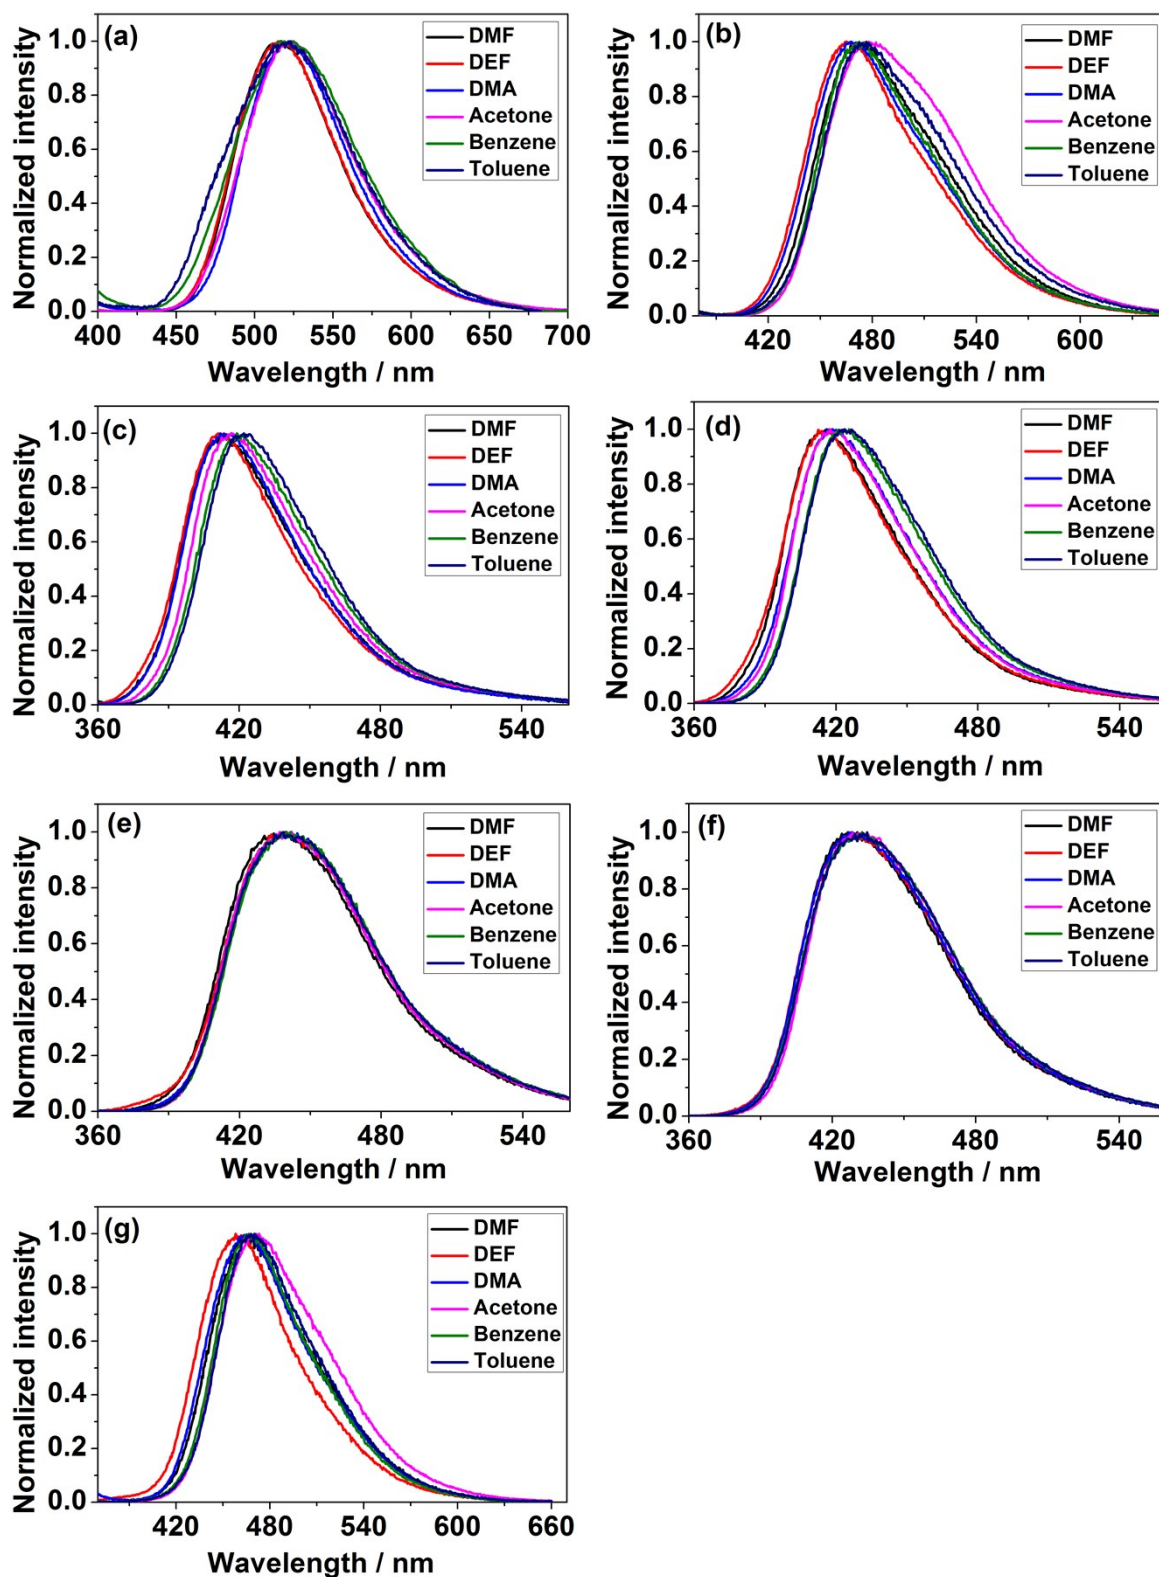 (a)
DMF
DEF
DMA
Acetone
Benzene
Toluene
Normalized intensity
1.0
0.8
0.6
0.4
0.2
0.0
400 450 500 550 600 650 700
Wavelength / nm
(b)
DMF
DEF
DMA
Acetone
Benzene
Toluene
Normalized intensity
1.0
0.8
0.6
0.4
0.2
0.0
420 480 540 600
Wavelength / nm
(c)
DMF
DEF
DMA
Acetone
Benzene
Toluene
Normalized intensity
1.0
0.8
0.6
0.4
0.2
0.0
360 420 480 540
Wavelength / nm
(d)
DMF
DEF
DMA
Acetone
Benzene
Toluene
Normalized intensity
1.0
0.8
0.6
0.4
0.2
0.0
360 420 480 540
Wavelength / nm
(e)
DMF
DEF
DMA
Acetone
Benzene
Toluene
Normalized intensity
1.0
0.8
0.6
0.4
0.2
0.0
360 420 480 540
Wavelength / nm
(f)
DMF
DEF
DMA
Acetone
Benzene
Toluene
Normalized intensity
1.0
0.8
0.6
0.4
0.2
0.0
360 420 480 540
Wavelength / nm
(g)
DMF
DEF
DMA
Acetone
Benzene
Toluene
Normalized intensity
1.0
0.8
0.6
0.4
0.2
0.0
420 480 540 600 660
Wavelength / nm